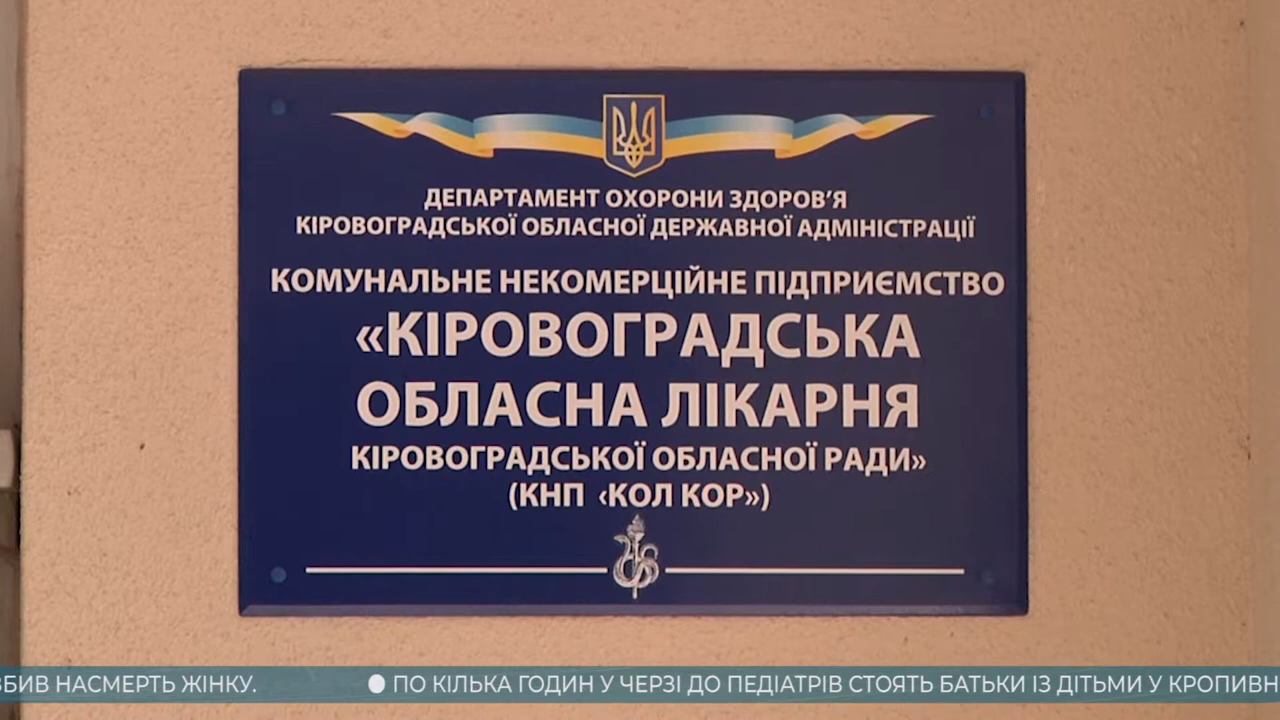 ДЕПАРТАМЕНТ ОХОРОНИ ЗДОРОВ'Я
КІРОВОГРАДСЬКОЇ ОБЛАСНОЇ ДЕРЖАВНОЇ АДМІНІСТРАЦІЇ
КОМУНАЛЬНЕ НЕКОМЕРЦІЙНЕ ПІДПРИЄМСТВО
«КІРОВОГРАДСЬКА
ОБЛАСНА ЛІКАРНЯ
КІРОВОГРАДСЬКОЇ ОБЛАСНОЇ РАДИ»
(КНП ‹КОЛ КОР»)
НАСМЕРТЬ ЖІНКУ. ● ПО КІЛЬКА ГОДИН У ЧЕРЗІ ДО ПЕДІАТРІВ СТОЯТЬ БАТЬКИ ІЗ ДІТЬМИ У